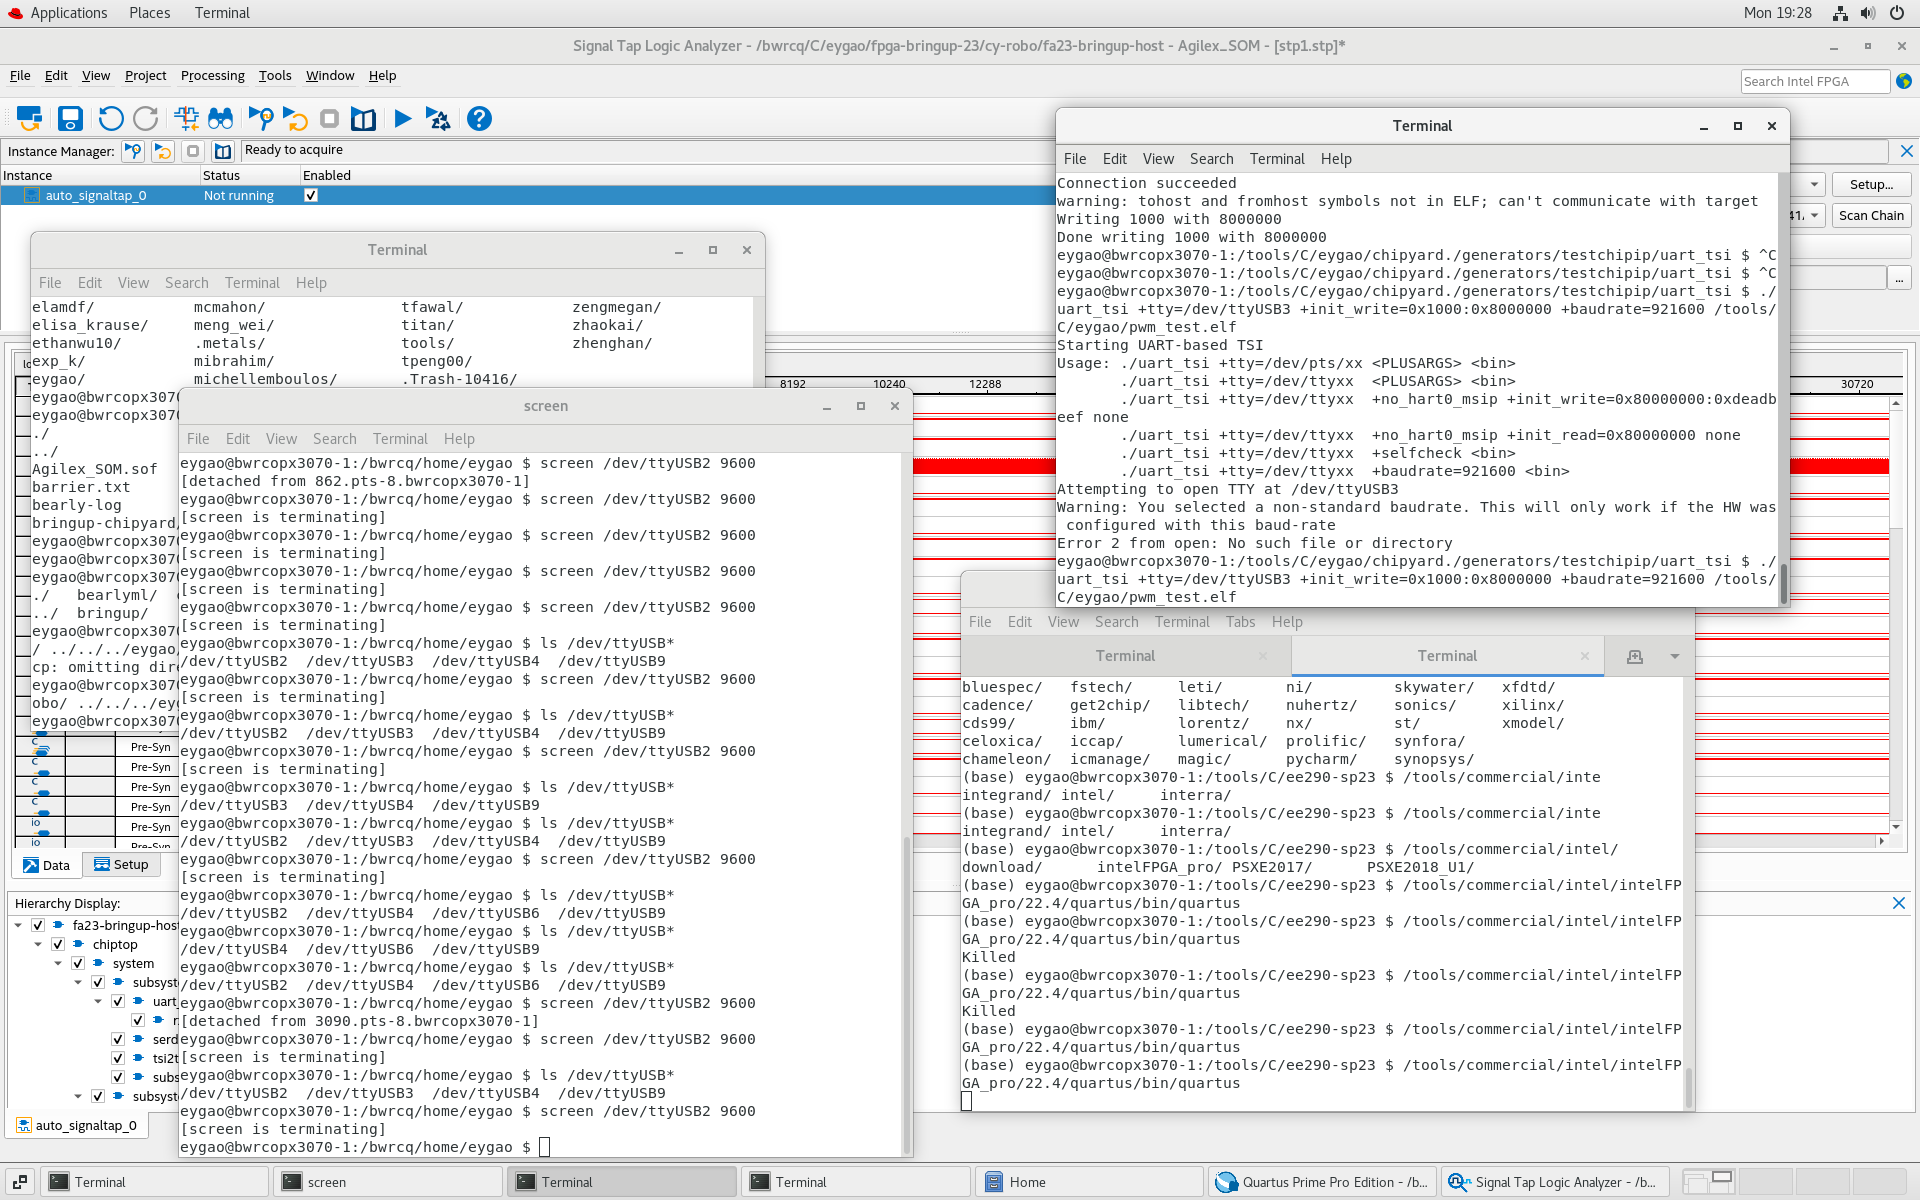 Applications Places Terminal Mon 19:28
Signal Tap Logic Analyzer - /bwrcq/C/eygao/fpga-bringup-23/cy-robo/fa23-bringup-host - Agilex_SOM - [stp1.stp]*
File Edit View Project Processing Tools Window Help
Search Intel FPGA
Instance Manager: Ready to acquire
Instance Status Enabled
auto_signaltap_0 Not running
Setup...
Scan Chain
...
Terminal
File Edit View Search Terminal Help
Connection succeeded
warning: tohost and fromhost symbols not in ELF; can't communicate with target
Writing 1000 with 8000000
Done writing 1000 with 8000000
eygao@bwrcopx3070-1:/tools/C/eygao/chipyard./generators/testchipip/uart_tsi $ ^C
eygao@bwrcopx3070-1:/tools/C/eygao/chipyard./generators/testchipip/uart_tsi $ ^C
eygao@bwrcopx3070-1:/tools/C/eygao/chipyard./generators/testchipip/uart_tsi $ ./
uart_tsi +tty=/dev/ttyUSB3 +init_write=0x1000:0x8000000 +baudrate=921600 /tools/
C/eygao/pwm_test.elf
Starting UART-based TSI
Usage: ./uart_tsi +tty=/dev/pts/xx <PLUSARGS> <bin>
./uart_tsi +tty=/dev/ttyxx <PLUSARGS> <bin>
./uart_tsi +tty=/dev/ttyxx +no_hart0_msip +init_write=0x80000000:0xdeadb
eef none
./uart_tsi +tty=/dev/ttyxx +no_hart0_msip +init_read=0x80000000 none
./uart_tsi +tty=/dev/ttyxx +selfcheck <bin>
./uart_tsi +tty=/dev/ttyxx +baudrate=921600 <bin>
Attempting to open TTY at /dev/ttyUSB3
Warning: You selected a non-standard baudrate. This will only work if the HW was
configured with this baud-rate
Error 2 from open: No such file or directory
eygao@bwrcopx3070-1:/tools/C/eygao/chipyard./generators/testchipip/uart_tsi $ ./
uart_tsi +tty=/dev/ttyUSB3 +init_write=0x1000:0x8000000 +baudrate=921600 /tools/
C/eygao/pwm_test.elf
Terminal
File Edit View Search Terminal Help
elamdf/ mcmahon/ tfawal/ zengmegan/
elisa_krause/ meng_wei/ titan/ zhaokai/
ethanwu10/ .metals/ tools/ zhenghan/
exp_k/ mibrahim/ tpeng00/
eygao/ michellemboulos/ .Trash-10416/
eygao@bwrcopx3070
eygao@bwrcopx3070
./
../
Agilex_SOM.sof
barrier.txt
bearly-log
bringup-chipyard/
eygao@bwrcopx3070
eygao@bwrcopx3070
eygao@bwrcopx3070
./ bearlyml/
../ bringup/
eygao@bwrcopx3070
/ ../../../eygao/
cp: omitting dire
eygao@bwrcopx3070
obo/ ../../../eyg
eygao@bwrcopx3070
8192 10240 12288 30720
screen
File Edit View Search Terminal Help
eygao@bwrcopx3070-1:/bwrcq/home/eygao $ screen /dev/ttyUSB2 9600
[detached from 862.pts-8.bwrcopx3070-1]
eygao@bwrcopx3070-1:/bwrcq/home/eygao $ screen /dev/ttyUSB2 9600
[screen is terminating]
eygao@bwrcopx3070-1:/bwrcq/home/eygao $ screen /dev/ttyUSB2 9600
[screen is terminating]
eygao@bwrcopx3070-1:/bwrcq/home/eygao $ screen /dev/ttyUSB2 9600
[screen is terminating]
eygao@bwrcopx3070-1:/bwrcq/home/eygao $ screen /dev/ttyUSB2 9600
[screen is terminating]
eygao@bwrcopx3070-1:/bwrcq/home/eygao $ ls /dev/ttyUSB*
/dev/ttyUSB2 /dev/ttyUSB3 /dev/ttyUSB4 /dev/ttyUSB9
eygao@bwrcopx3070-1:/bwrcq/home/eygao $ screen /dev/ttyUSB2 9600
[screen is terminating]
eygao@bwrcopx3070-1:/bwrcq/home/eygao $ ls /dev/ttyUSB*
/dev/ttyUSB2 /dev/ttyUSB3 /dev/ttyUSB4 /dev/ttyUSB9
eygao@bwrcopx3070-1:/bwrcq/home/eygao $ screen /dev/ttyUSB2 9600
[screen is terminating]
eygao@bwrcopx3070-1:/bwrcq/home/eygao $ ls /dev/ttyUSB*
/dev/ttyUSB3 /dev/ttyUSB4 /dev/ttyUSB9
eygao@bwrcopx3070-1:/bwrcq/home/eygao $ ls /dev/ttyUSB*
/dev/ttyUSB2 /dev/ttyUSB3 /dev/ttyUSB4 /dev/ttyUSB9
eygao@bwrcopx3070-1:/bwrcq/home/eygao $ screen /dev/ttyUSB2 9600
[screen is terminating]
eygao@bwrcopx3070-1:/bwrcq/home/eygao $ ls /dev/ttyUSB*
/dev/ttyUSB2 /dev/ttyUSB4 /dev/ttyUSB6 /dev/ttyUSB9
eygao@bwrcopx3070-1:/bwrcq/home/eygao $ ls /dev/ttyUSB*
/dev/ttyUSB4 /dev/ttyUSB6 /dev/ttyUSB9
eygao@bwrcopx3070-1:/bwrcq/home/eygao $ ls /dev/ttyUSB*
/dev/ttyUSB2 /dev/ttyUSB4 /dev/ttyUSB6 /dev/ttyUSB9
eygao@bwrcopx3070-1:/bwrcq/home/eygao $ screen /dev/ttyUSB2 9600
[detached from 3090.pts-8.bwrcopx3070-1]
eygao@bwrcopx3070-1:/bwrcq/home/eygao $ screen /dev/ttyUSB2 9600
[screen is terminating]
eygao@bwrcopx3070-1:/bwrcq/home/eygao $ ls /dev/ttyUSB*
/dev/ttyUSB2 /dev/ttyUSB3 /dev/ttyUSB4 /dev/ttyUSB9
eygao@bwrcopx3070-1:/bwrcq/home/eygao $ screen /dev/ttyUSB2 9600
[screen is terminating]
eygao@bwrcopx3070-1:/bwrcq/home/eygao $
File Edit View Search Terminal Tabs Help
Terminal Terminal
bluespec/ fstech/ leti/ ni/ skywater/ xfdtd/
cadence/ get2chip/ libtech/ nuhertz/ sonics/ xilinx/
cds99/ ibm/ lorentz/ nx/ st/ xmodel/
celoxica/ iccap/ lumerical/ prolific/ synfora/
chameleon/ icmanage/ magic/ pycharm/ synopsys/
(base) eygao@bwrcopx3070-1:/tools/C/ee290-sp23 $ /tools/commercial/inte
integrand/ intel/ interra/
(base) eygao@bwrcopx3070-1:/tools/C/ee290-sp23 $ /tools/commercial/inte
integrand/ intel/ interra/
(base) eygao@bwrcopx3070-1:/tools/C/ee290-sp23 $ /tools/commercial/intel/
download/ intelFPGA_pro/ PSXE2017/ PSXE2018_U1/
(base) eygao@bwrcopx3070-1:/tools/C/ee290-sp23 $ /tools/commercial/intel/intelFP
GA_pro/22.4/quartus/bin/quartus
(base) eygao@bwrcopx3070-1:/tools/C/ee290-sp23 $ /tools/commercial/intel/intelFP
GA_pro/22.4/quartus/bin/quartus
Killed
(base) eygao@bwrcopx3070-1:/tools/C/ee290-sp23 $ /tools/commercial/intel/intelFP
GA_pro/22.4/quartus/bin/quartus
Killed
(base) eygao@bwrcopx3070-1:/tools/C/ee290-sp23 $ /tools/commercial/intel/intelFP
GA_pro/22.4/quartus/bin/quartus
(base) eygao@bwrcopx3070-1:/tools/C/ee290-sp23 $ /tools/commercial/intel/intelFP
GA_pro/22.4/quartus/bin/quartus
Pre-Syn
Pre-Syn
Pre-Syn
Pre-Syn
Pre-Syn
Data Setup
Hierarchy Display:
fa23-bringup-host
chiptop
system
subsyst
uart
r
serd
tsi2t
subs
subsyst
auto_signaltap_0
Terminal screen Terminal Terminal Home Quartus Prime Pro Edition - /b... Signal Tap Logic Analyzer - /b...